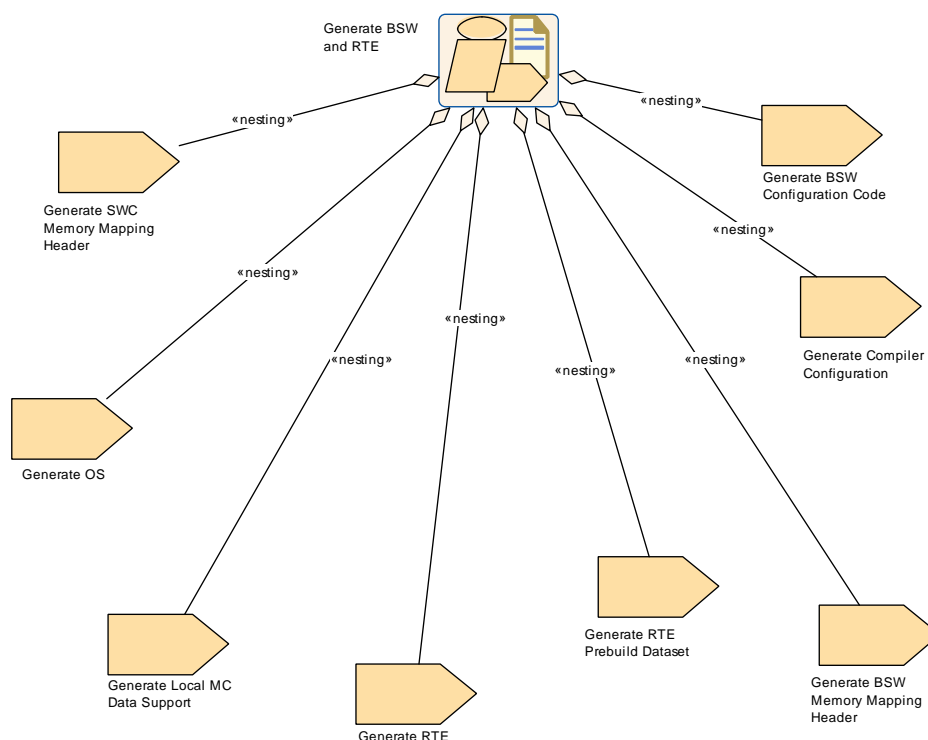 Generate BSW
and RTE
«nesting»
«nesting»
Generate BSW
Configuration Code
Generate SWC
Memory Mapping
Header
«nesting»
«nesting»
«nesting»
«nesting»
«nesting»
«nesting»
Generate Compiler
Configuration
Generate OS
Generate RTE
Prebuild Dataset
Generate Local MC
Data Support
Generate BSW
Memory Mapping
Header
Generate RTE